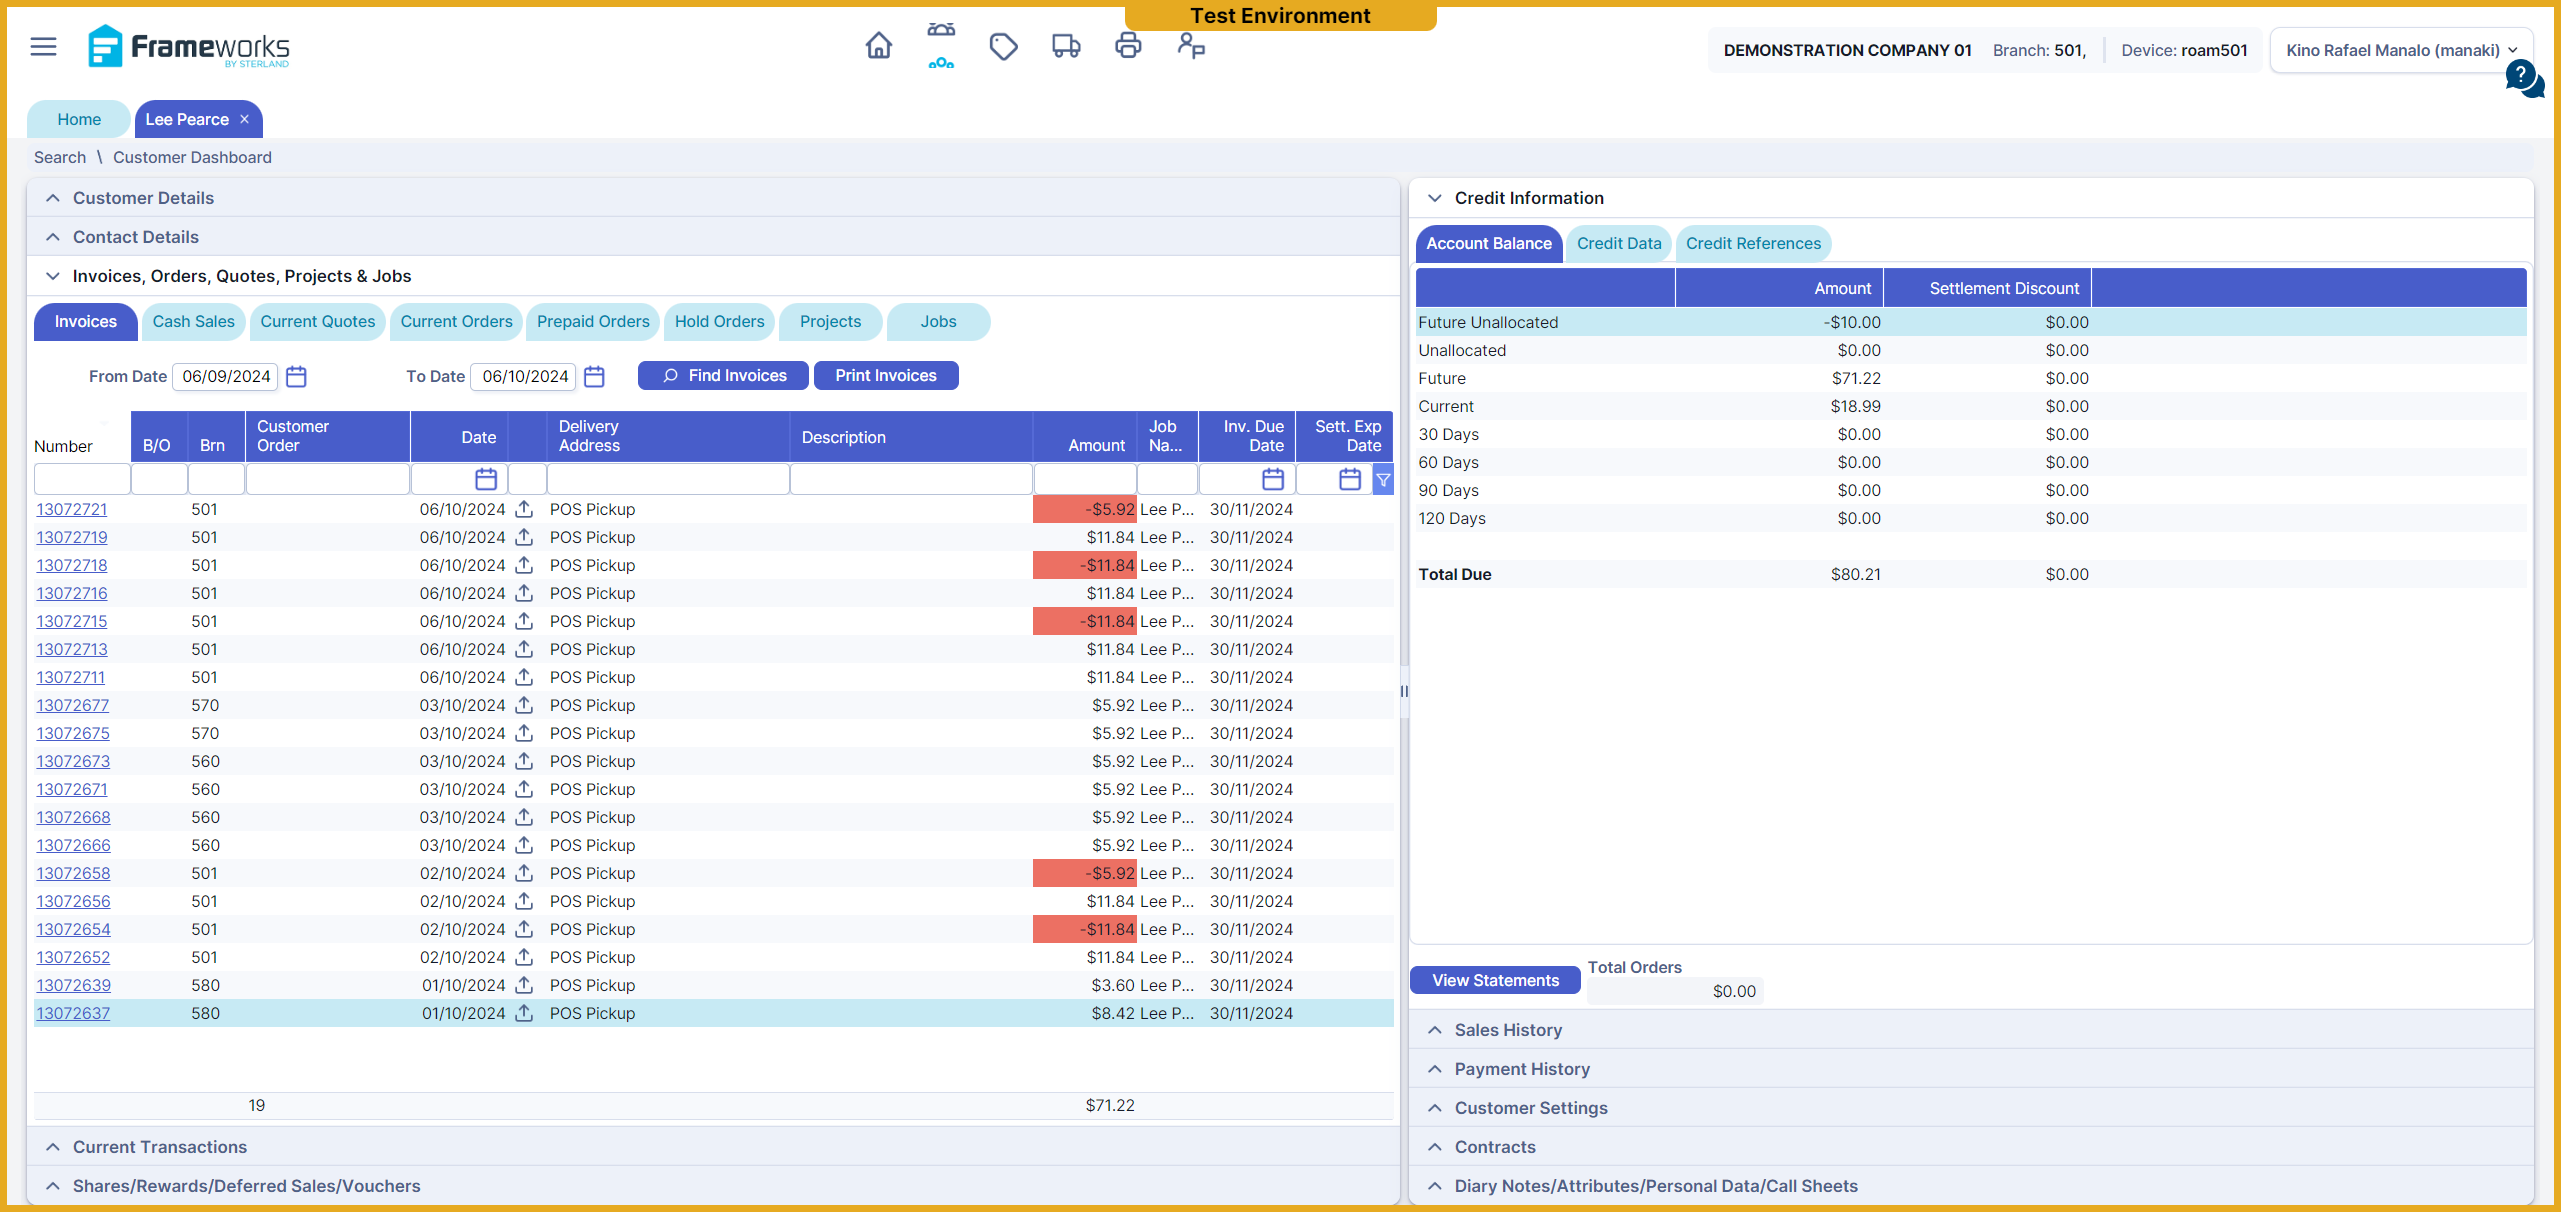 Test Environment
Frameworks
BY STERLAND
DEMONSTRATION COMPANY 01 Branch: 501, Device: roam501
Kino Rafael Manalo (manaki)
?
Home Lee Pearce ×
Search \ Customer Dashboard
Customer Details
Contact Details
Invoices, Orders, Quotes, Projects & Jobs
Invoices Cash Sales Current Quotes Current Orders Prepaid Orders Hold Orders Projects Jobs
From Date 06/09/2024 To Date 06/10/2024 Find Invoices Print Invoices
Number B/O Brn Customer Order Date Delivery Address Description Amount Job Na... Inv. Due Date Sett. Exp Date
13072721 501 06/10/2024 POS Pickup -$5.92 Lee P... 30/11/2024
13072719 501 06/10/2024 POS Pickup $11.84 Lee P... 30/11/2024
13072718 501 06/10/2024 POS Pickup -$11.84 Lee P... 30/11/2024
13072716 501 06/10/2024 POS Pickup $11.84 Lee P... 30/11/2024
13072715 501 06/10/2024 POS Pickup -$11.84 Lee P... 30/11/2024
13072713 501 06/10/2024 POS Pickup $11.84 Lee P... 30/11/2024
13072711 501 06/10/2024 POS Pickup $11.84 Lee P... 30/11/2024
13072677 570 03/10/2024 POS Pickup $5.92 Lee P... 30/11/2024
13072675 570 03/10/2024 POS Pickup $5.92 Lee P... 30/11/2024
13072673 560 03/10/2024 POS Pickup $5.92 Lee P... 30/11/2024
13072671 560 03/10/2024 POS Pickup $5.92 Lee P... 30/11/2024
13072668 560 03/10/2024 POS Pickup $5.92 Lee P... 30/11/2024
13072666 560 03/10/2024 POS Pickup $5.92 Lee P... 30/11/2024
13072658 501 02/10/2024 POS Pickup -$5.92 Lee P... 30/11/2024
13072656 501 02/10/2024 POS Pickup $11.84 Lee P... 30/11/2024
13072654 501 02/10/2024 POS Pickup -$11.84 Lee P... 30/11/2024
13072652 501 02/10/2024 POS Pickup $11.84 Lee P... 30/11/2024
13072639 580 01/10/2024 POS Pickup $3.60 Lee P... 30/11/2024
13072637 580 01/10/2024 POS Pickup $8.42 Lee P... 30/11/2024
19 $71.22
Current Transactions
Shares/Rewards/Deferred Sales/Vouchers
Credit Information
Account Balance Credit Data Credit References
Amount Settlement Discount
Future Unallocated -$10.00 $0.00
Unallocated $0.00 $0.00
Future $71.22 $0.00
Current $18.99 $0.00
30 Days $0.00 $0.00
60 Days $0.00 $0.00
90 Days $0.00 $0.00
120 Days $0.00 $0.00
Total Due $80.21 $0.00
View Statements Total Orders
$0.00
Sales History
Payment History
Customer Settings
Contracts
Diary Notes/Attributes/Personal Data/Call Sheets